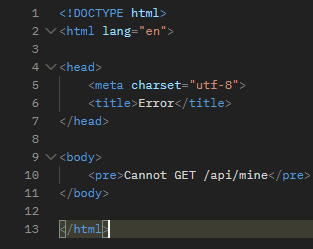 1 <!DOCTYPE html>
2 <html lang="en">
3
4 <head>
5     <meta charset="utf-8">
6     <title>Error</title>
7 </head>
8
9 <body>
10     <pre>Cannot GET /api/mine</pre>
11 </body>
12
13 </html>